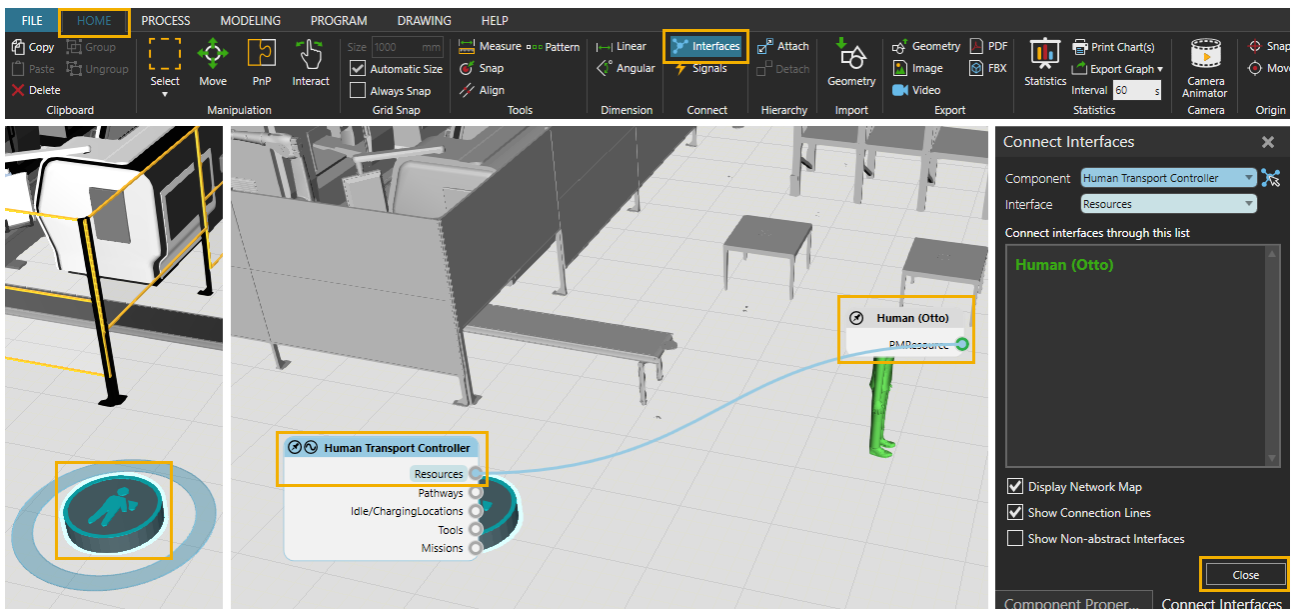 FILE HOME PROCESS MODELING PROGRAM DRAWING HELP
Copy Group
Paste Ungroup
Delete
Clipboard
Select Move PnP Interact
Manipulation
Size 1000 mm
Automatic Size
Always Snap
Grid Snap
Measure Pattern
Snap
Align
Tools
Linear
Angular
Dimension
Interfaces
Signals
Connect
Attach
Detach
Hierarchy
Geometry
Import
Geometry PDF
Image FBX
Video
Export
Statistics
Print Chart(s)
Export Graph
Interval 60 s
Statistics
Camera
Animator
Camera
Snap
Move
Origin
Human (Otto)
PMResource
Human Transport Controller
Resources
Pathways
Idle/ChargingLocations
Tools
Missions
Connect Interfaces
Component Human Transport Controller
Interface Resources
Connect interfaces through this list
Human (Otto)
Display Network Map
Show Connection Lines
Show Non-abstract Interfaces
Close
Component Proper... Connect Interfaces